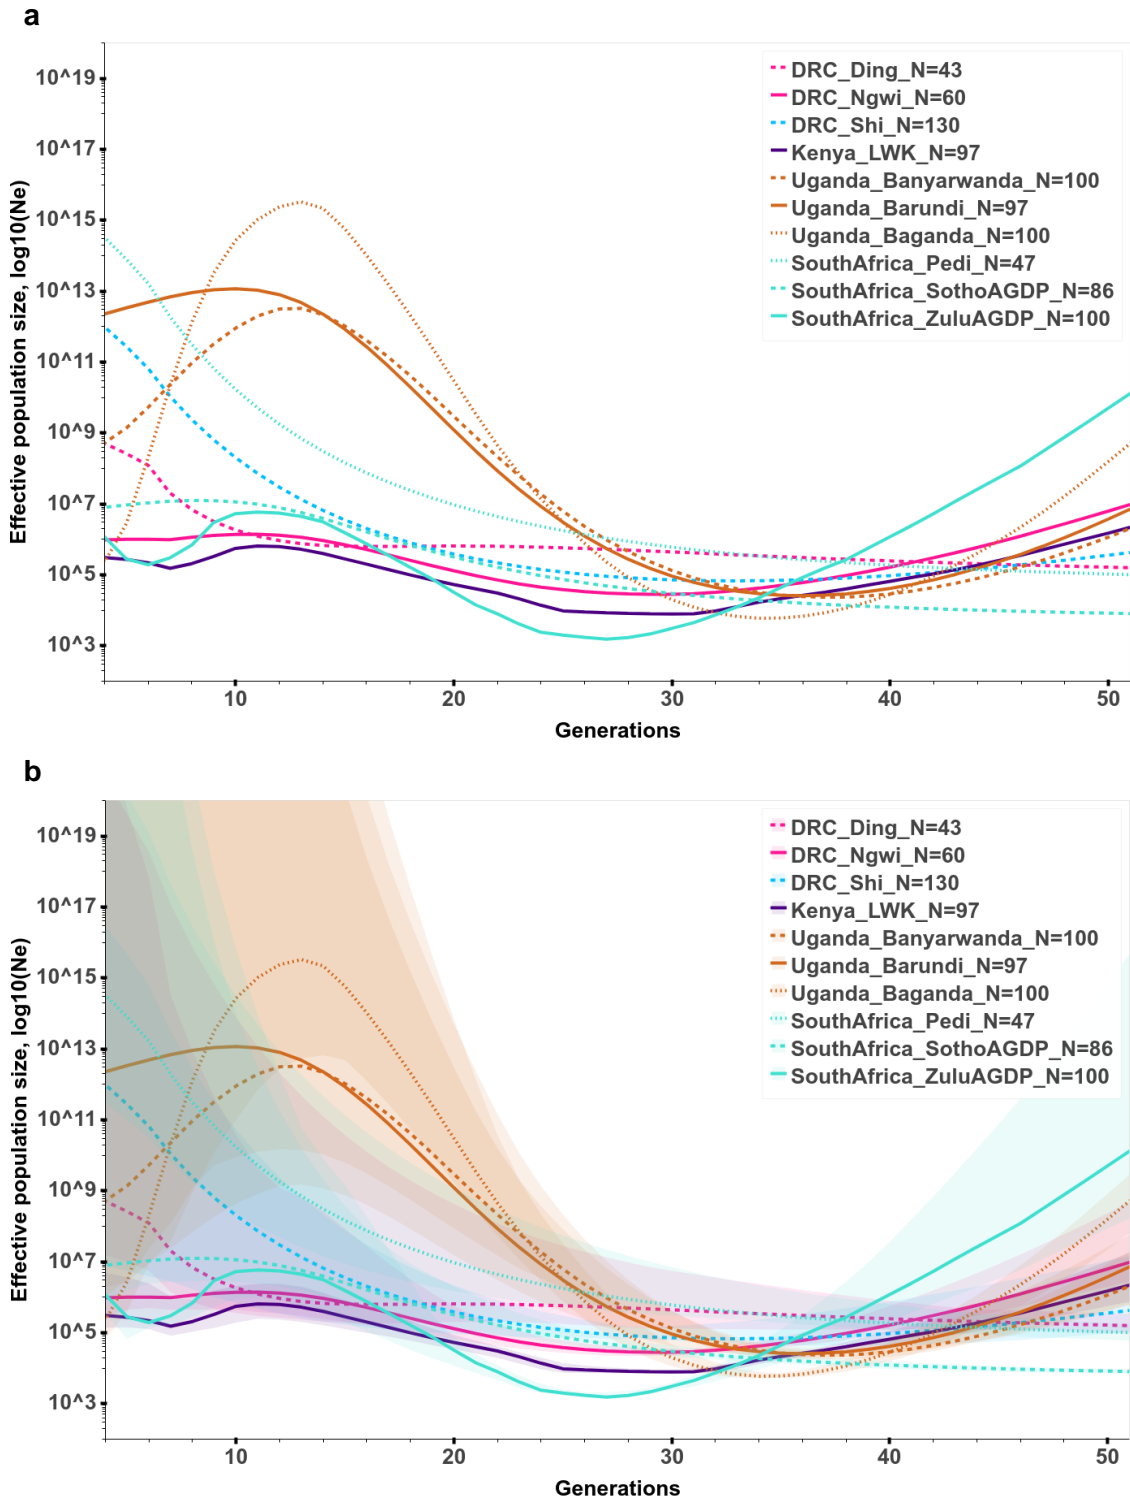 a
10^19
10^17
10^15
10^13
10^11
10^9
10^7
10^5
10^3
Effective population size, log10(Ne)
DRC_Ding_N=43
DRC_Ngwi_N=60
DRC_Shi_N=130
Kenya_LWK_N=97
Uganda_Banyarwanda_N=100
Uganda_Barundi_N=97
Uganda_Baganda_N=100
SouthAfrica_Pedi_N=47
SouthAfrica_SothoAGDP_N=86
SouthAfrica_ZuluAGDP_N=100
10 20 30 40 50
Generations
b
10^19
10^17
10^15
10^13
10^11
10^9
10^7
10^5
10^3
Effective population size, log10(Ne)
DRC_Ding_N=43
DRC_Ngwi_N=60
DRC_Shi_N=130
Kenya_LWK_N=97
Uganda_Banyarwanda_N=100
Uganda_Barundi_N=97
Uganda_Baganda_N=100
SouthAfrica_Pedi_N=47
SouthAfrica_SothoAGDP_N=86
SouthAfrica_ZuluAGDP_N=100
10 20 30 40 50
Generations